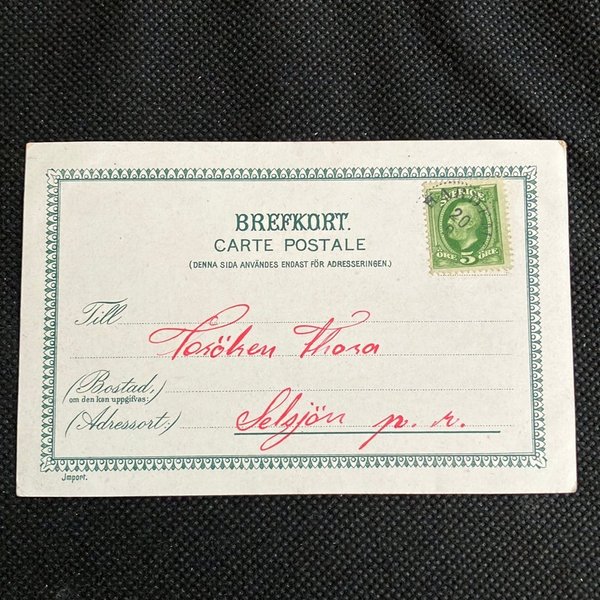 BREFKORT.
CARTE POSTALE
(DENNA SIDA ANVÄNDES ENDAST FÖR ADRESSERINGEN.)
SVERIGE
20
ÖRE 5 ÖRE
Till
Fröken Thora
(Bostad,
om den kan uppgifvas:)
(Adressort:)
Selsjön p. r.
Import.